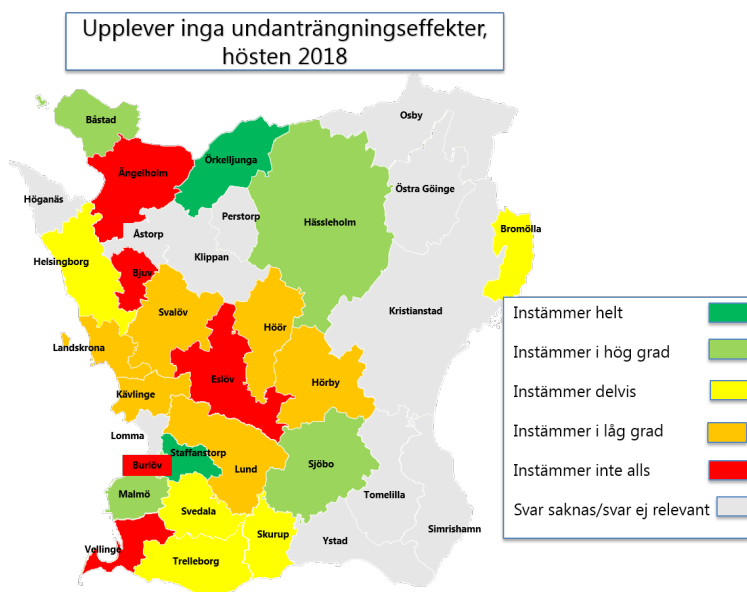 Upplever inga undanträngningseffekter,
hösten 2018
Osby
Båstad
Ängelholm
Örkelljunga
Östra Göinge
Höganäs
Perstorp
Hässleholm
Åstorp
Bromölla
Klippan
Helsingborg
Bjuv
Kristianstad
Svalöv
Höör
Landskrona
Eslöv
Hörby
Kävlinge
Lomma
Staffanstorp
Burlöv
Lund
Sjöbo
Malmö
Tomelilla
Svedala
Skurup
Ystad
Simrishamn
Vellinge
Trelleborg
Instämmer helt
Instämmer i hög grad
Instämmer delvis
Instämmer i låg grad
Instämmer inte alls
Svar saknas/svar ej relevant